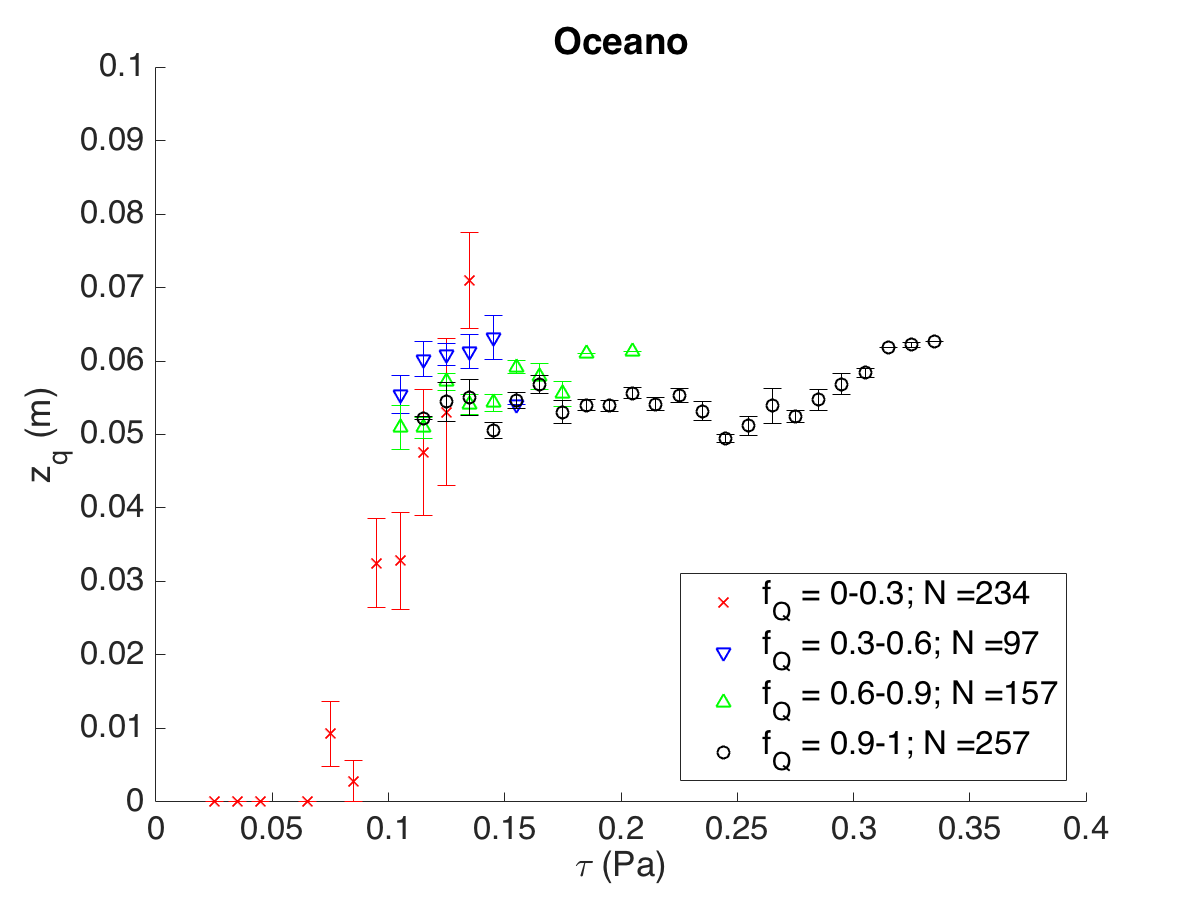 Oceano
0.1
0.09
0.08
0.07
0.06
0.05
0.04
0.03
0.02
0.01
0
z_q (m)
f_Q = 0-0.3; N =234
f_Q = 0.3-0.6; N =97
f_Q = 0.6-0.9; N =157
f_Q = 0.9-1; N =257
0 0.05 0.1 0.15 0.2 0.25 0.3 0.35 0.4
τ (Pa)